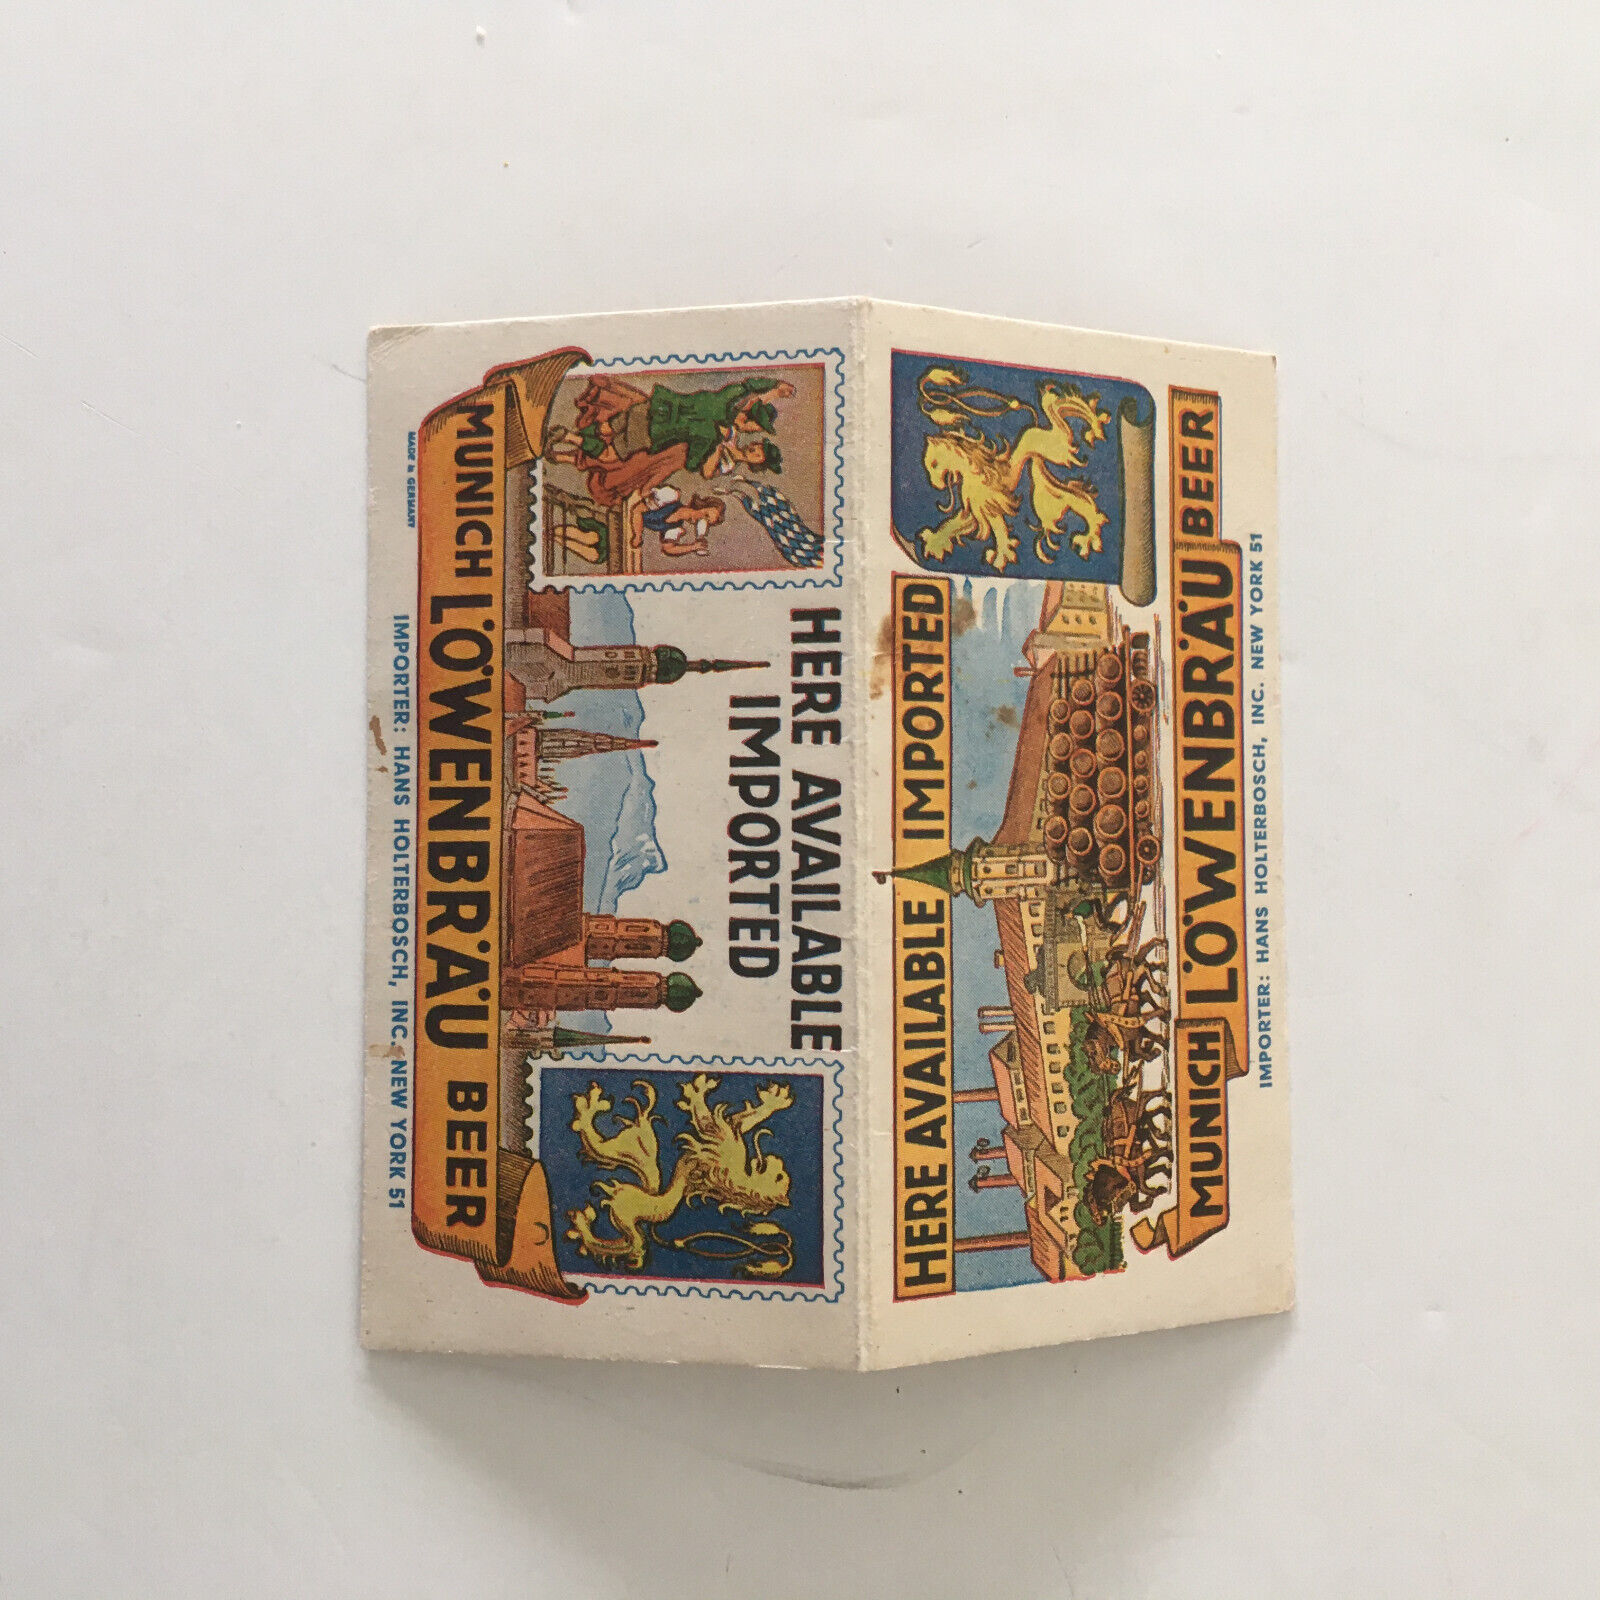 HERE AVAILABLE
IMPORTED
MUNICH LÖWENBRÄU BEER
MADE in GERMANY
IMPORTER: HANS HOLTERBOSCH, INC. NEW YORK 51
HERE AVAILABLE IMPORTED
MUNICH LÖWENBRÄU BEER
IMPORTER: HANS HOLTERBOSCH, INC. NEW YORK 51